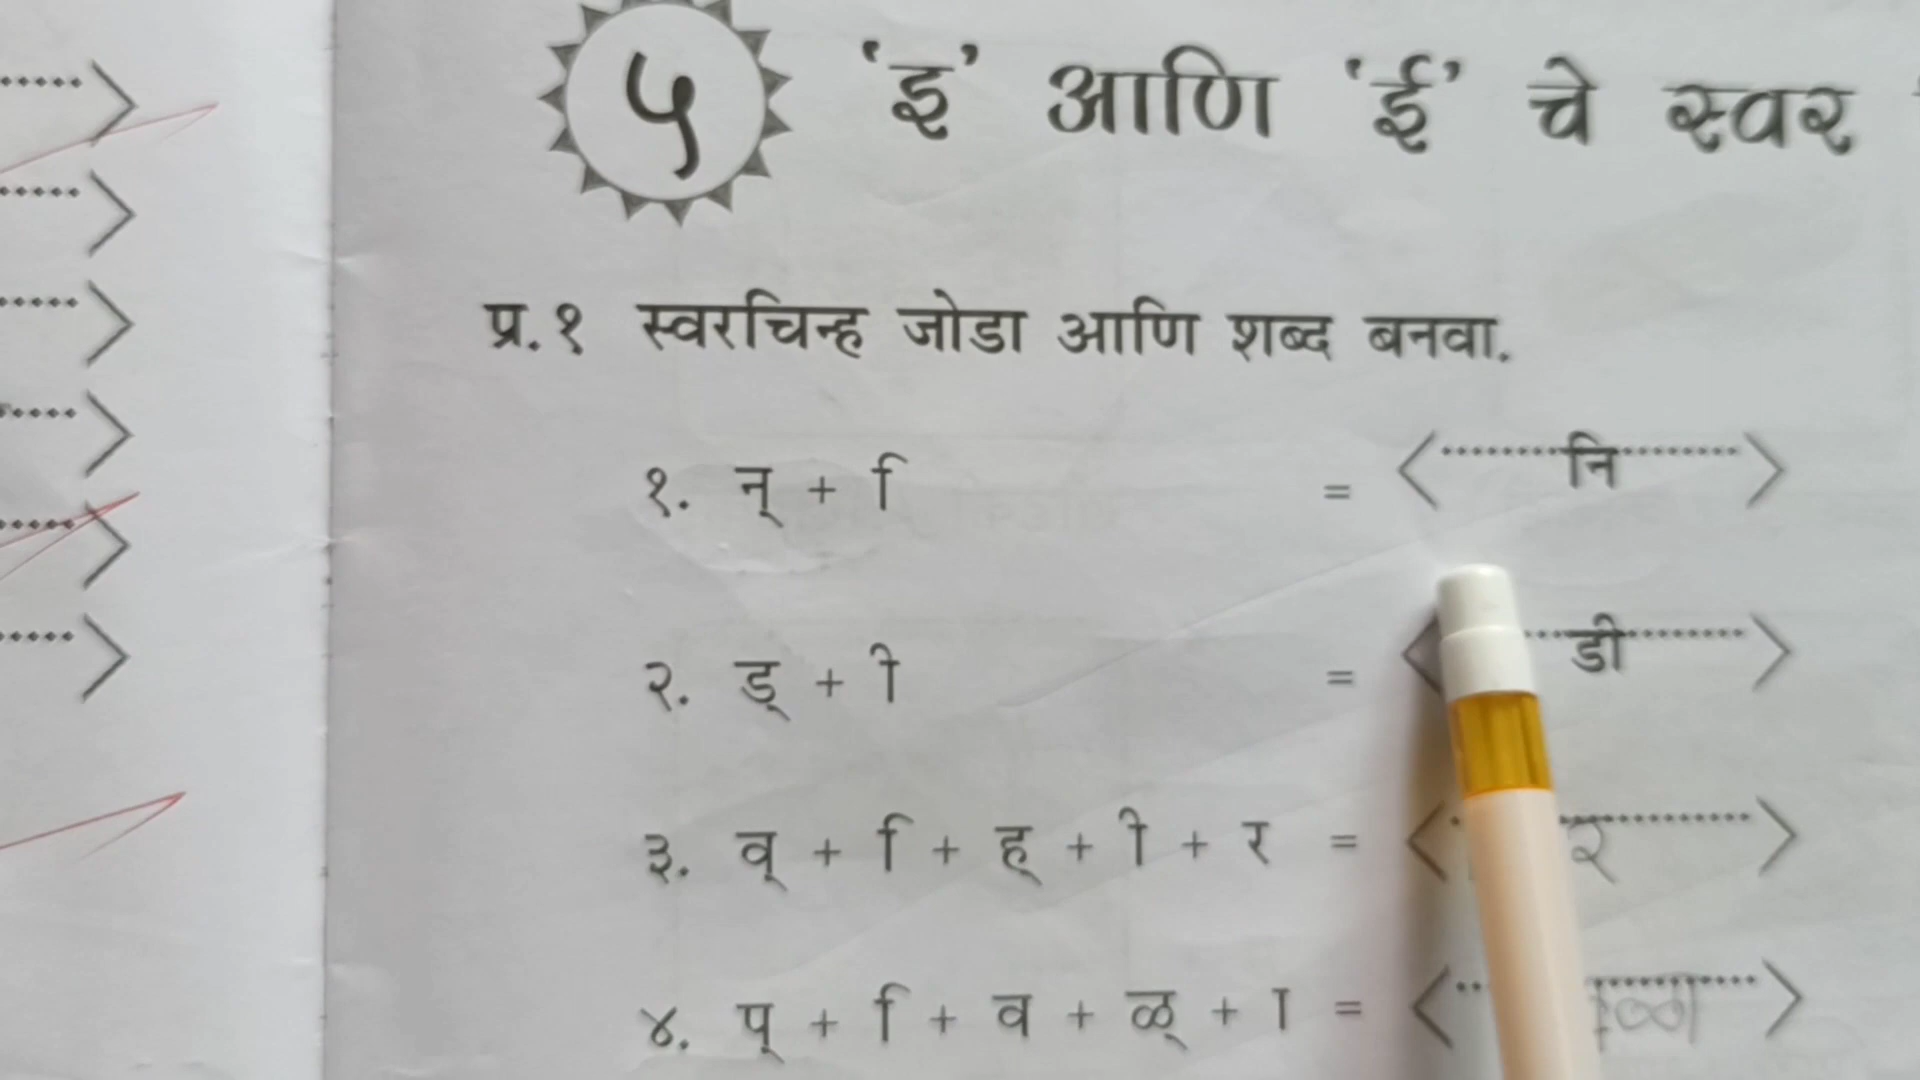 ५ 'इ' आणि 'ई' चे स्वर
प्र.१ स्वरचिन्ह जोडा आणि शब्द बनवा.
१. न् + ि = नि
२. ड् + ी = डी
३. व् + ि + ह् + ी + र = र
४. प् + ि + व + ळ् + ा =